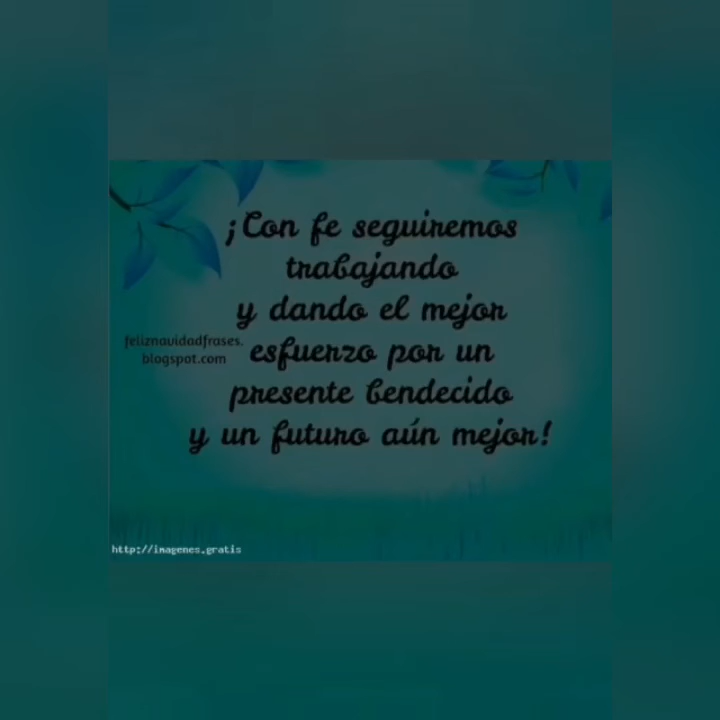 ¡Con fe seguiremos
trabajando
y dando el mejor
esfuerzo por un
presente bendecido
y un futuro aún mejor!
feliznavidadfrases.
blogspot.com
http://imagenes.gratis